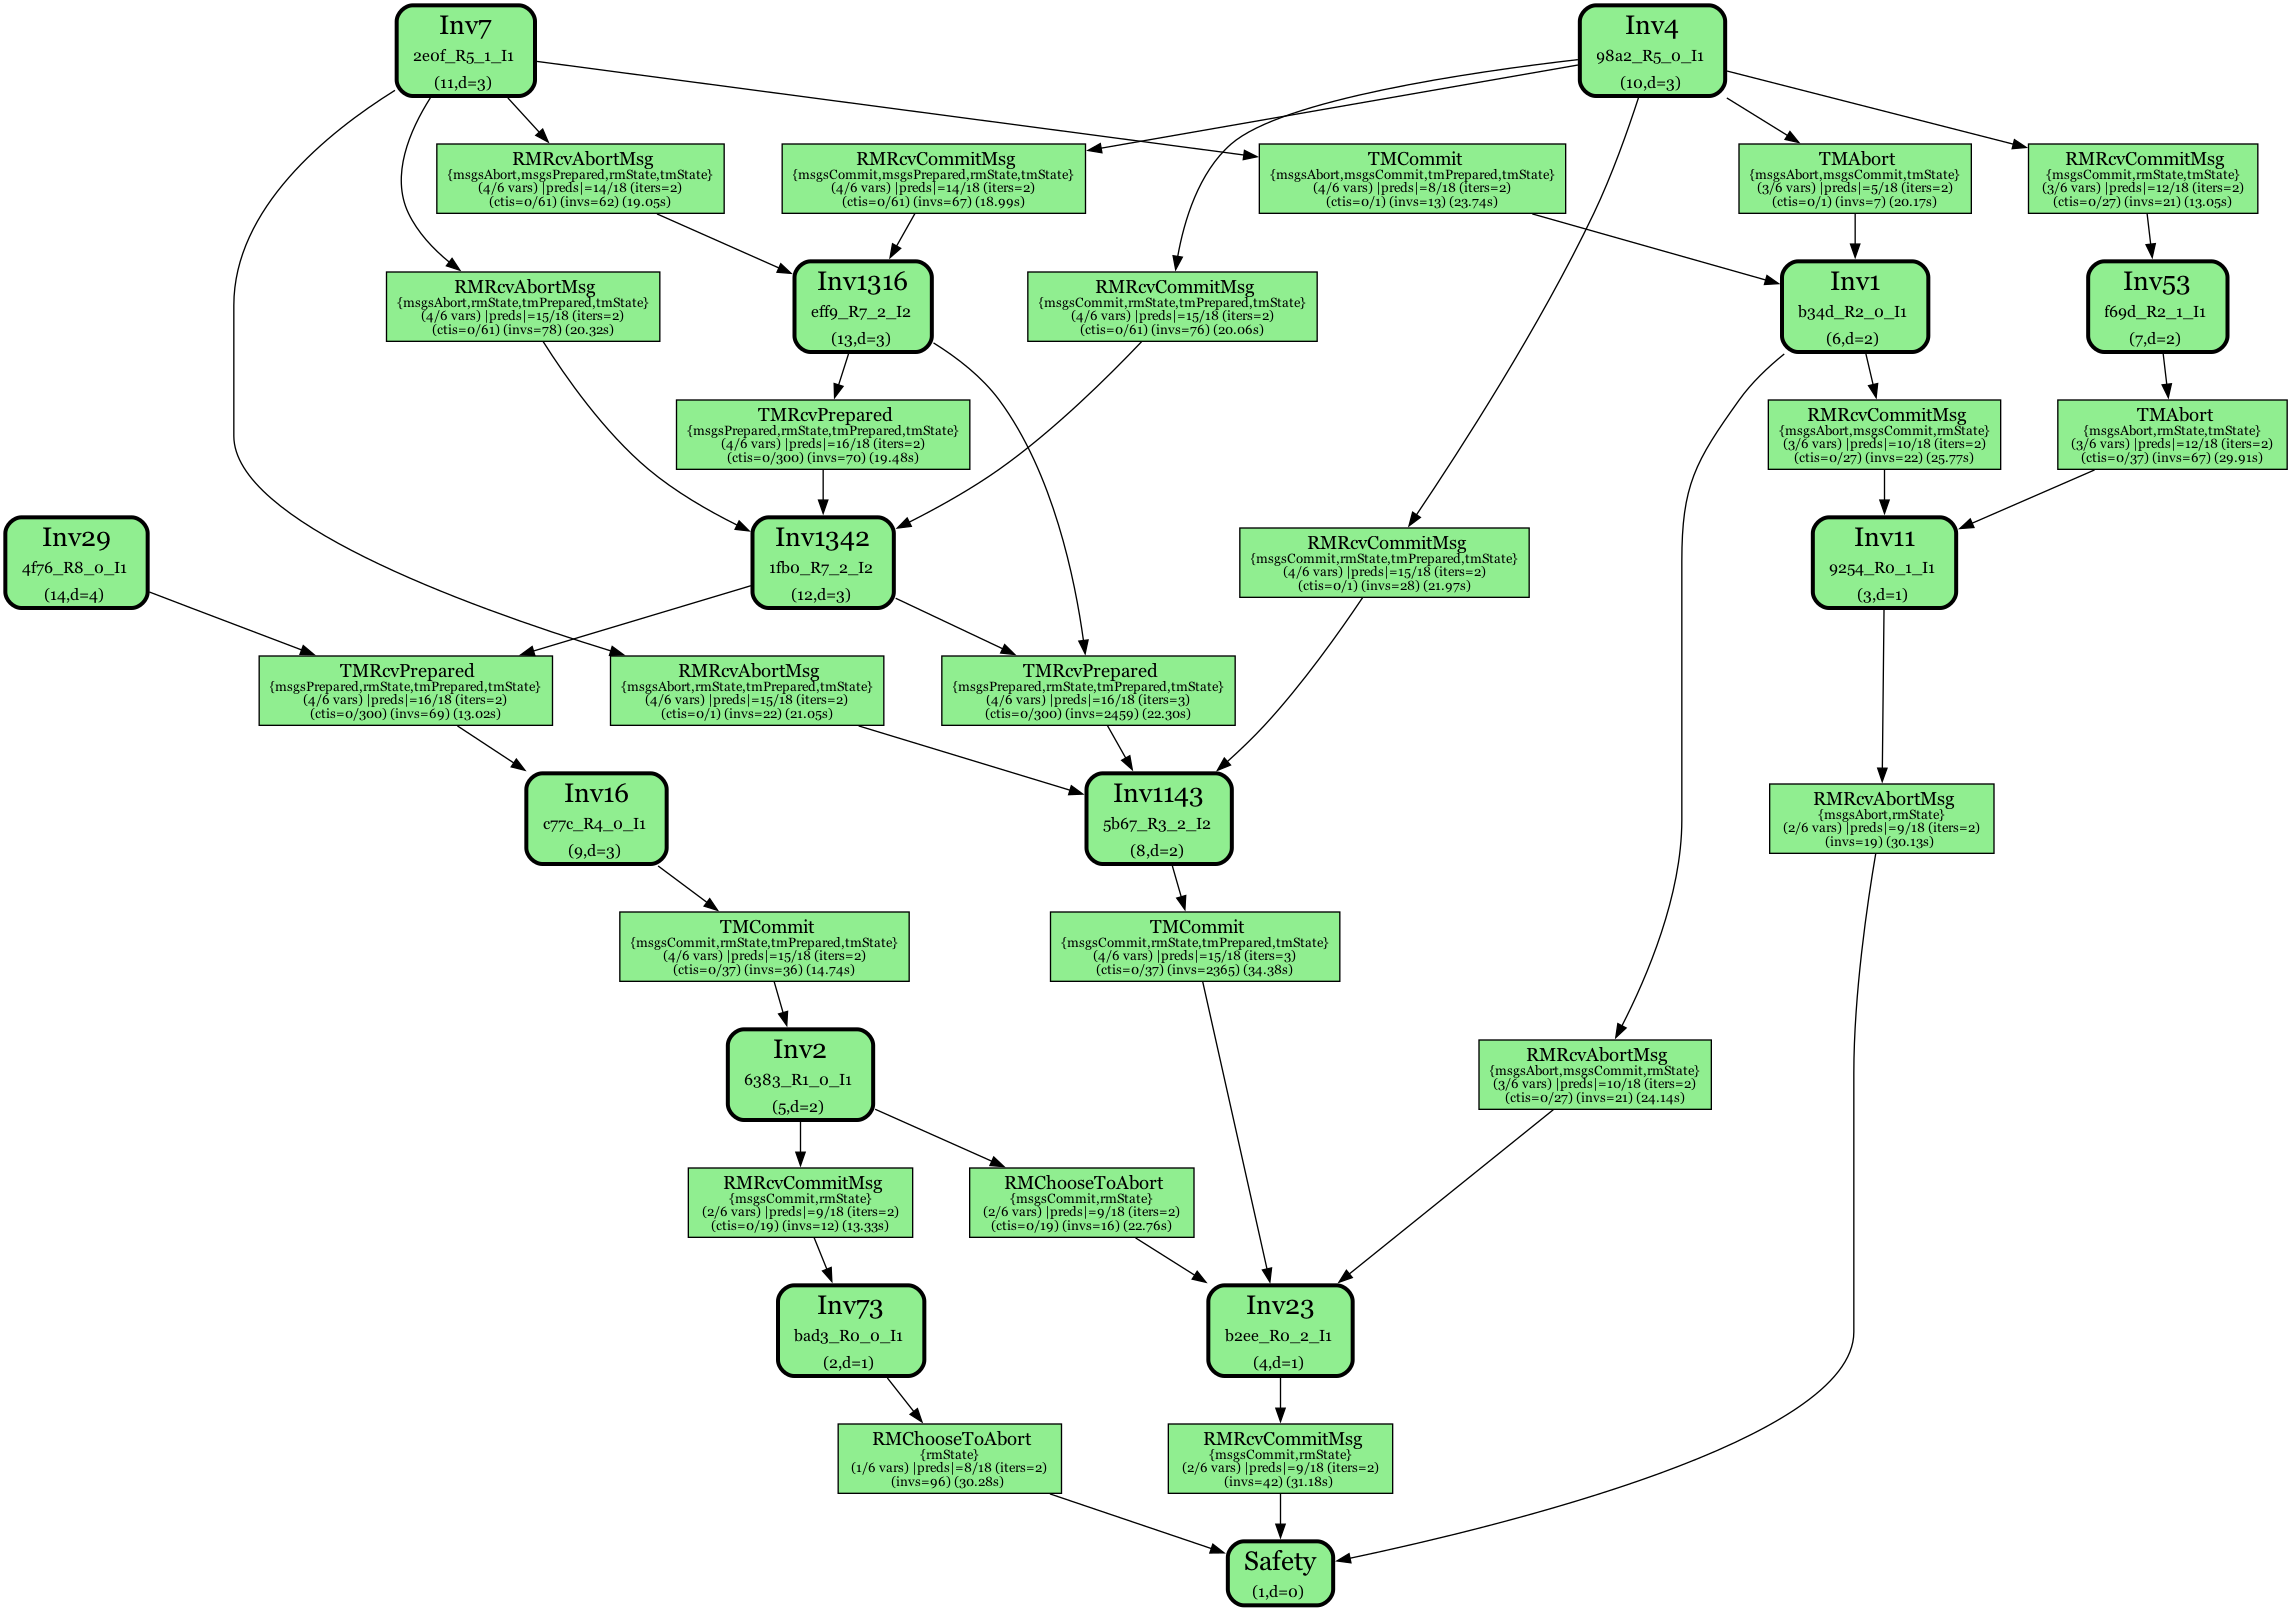 Inv7
2e0f_R5_1_I1
(11,d=3)
Inv4
98a2_R5_0_I1
(10,d=3)
RMRcvAbortMsg
{msgsAbort,msgsPrepared,rmState,tmState}
(4/6 vars) |preds|=14/18 (iters=2)
(ctis=0/61) (invs=62) (19.05s)
RMRcvCommitMsg
{msgsCommit,msgsPrepared,rmState,tmState}
(4/6 vars) |preds|=14/18 (iters=2)
(ctis=0/61) (invs=67) (18.99s)
TMCommit
{msgsAbort,msgsCommit,tmPrepared,tmState}
(4/6 vars) |preds|=8/18 (iters=2)
(ctis=0/1) (invs=13) (23.74s)
TMAbort
{msgsAbort,msgsCommit,tmState}
(3/6 vars) |preds|=5/18 (iters=2)
(ctis=0/1) (invs=7) (20.17s)
RMRcvCommitMsg
{msgsCommit,rmState,tmState}
(3/6 vars) |preds|=12/18 (iters=2)
(ctis=0/27) (invs=21) (13.05s)
RMRcvAbortMsg
{msgsAbort,rmState,tmPrepared,tmState}
(4/6 vars) |preds|=15/18 (iters=2)
(ctis=0/61) (invs=78) (20.32s)
Inv1316
eff9_R7_2_I2
(13,d=3)
RMRcvCommitMsg
{msgsCommit,rmState,tmPrepared,tmState}
(4/6 vars) |preds|=15/18 (iters=2)
(ctis=0/61) (invs=76) (20.06s)
Inv1
b34d_R2_0_I1
(6,d=2)
Inv53
f69d_R2_1_I1
(7,d=2)
TMRcvPrepared
{msgsPrepared,rmState,tmPrepared,tmState}
(4/6 vars) |preds|=16/18 (iters=2)
(ctis=0/300) (invs=70) (19.48s)
RMRcvCommitMsg
{msgsAbort,msgsCommit,rmState}
(3/6 vars) |preds|=10/18 (iters=2)
(ctis=0/27) (invs=22) (25.77s)
TMAbort
{msgsAbort,rmState,tmState}
(3/6 vars) |preds|=12/18 (iters=2)
(ctis=0/37) (invs=67) (29.91s)
Inv29
4f76_R8_0_I1
(14,d=4)
Inv1342
1fb0_R7_2_I2
(12,d=3)
RMRcvCommitMsg
{msgsCommit,rmState,tmPrepared,tmState}
(4/6 vars) |preds|=15/18 (iters=2)
(ctis=0/1) (invs=28) (21.97s)
Inv11
9254_R0_1_I1
(3,d=1)
TMRcvPrepared
{msgsPrepared,rmState,tmPrepared,tmState}
(4/6 vars) |preds|=16/18 (iters=2)
(ctis=0/300) (invs=69) (13.02s)
RMRcvAbortMsg
{msgsAbort,rmState,tmPrepared,tmState}
(4/6 vars) |preds|=15/18 (iters=2)
(ctis=0/1) (invs=22) (21.05s)
TMRcvPrepared
{msgsPrepared,rmState,tmPrepared,tmState}
(4/6 vars) |preds|=16/18 (iters=3)
(ctis=0/300) (invs=2459) (22.30s)
Inv16
c77c_R4_0_I1
(9,d=3)
Inv1143
5b67_R3_2_I2
(8,d=2)
RMRcvAbortMsg
{msgsAbort,rmState}
(2/6 vars) |preds|=9/18 (iters=2)
(invs=19) (30.13s)
TMCommit
{msgsCommit,rmState,tmPrepared,tmState}
(4/6 vars) |preds|=15/18 (iters=2)
(ctis=0/37) (invs=36) (14.74s)
TMCommit
{msgsCommit,rmState,tmPrepared,tmState}
(4/6 vars) |preds|=15/18 (iters=3)
(ctis=0/37) (invs=2365) (34.38s)
Inv2
6383_R1_0_I1
(5,d=2)
RMRcvAbortMsg
{msgsAbort,msgsCommit,rmState}
(3/6 vars) |preds|=10/18 (iters=2)
(ctis=0/27) (invs=21) (24.14s)
RMRcvCommitMsg
{msgsCommit,rmState}
(2/6 vars) |preds|=9/18 (iters=2)
(ctis=0/19) (invs=12) (13.33s)
RMChooseToAbort
{msgsCommit,rmState}
(2/6 vars) |preds|=9/18 (iters=2)
(ctis=0/19) (invs=16) (22.76s)
Inv73
bad3_R0_0_I1
(2,d=1)
Inv23
b2ee_R0_2_I1
(4,d=1)
RMChooseToAbort
{rmState}
(1/6 vars) |preds|=8/18 (iters=2)
(invs=96) (30.28s)
RMRcvCommitMsg
{msgsCommit,rmState}
(2/6 vars) |preds|=9/18 (iters=2)
(invs=42) (31.18s)
Safety
(1,d=0)